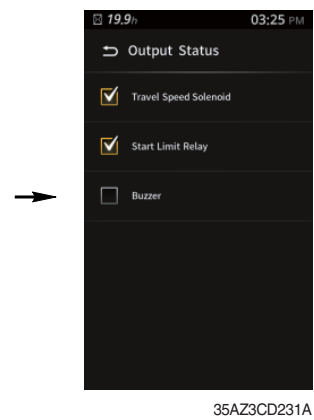 19.9h 03:25 PM
Output Status
Travel Speed Solenoid
Start Limit Relay
Buzzer
35AZ3CD231A